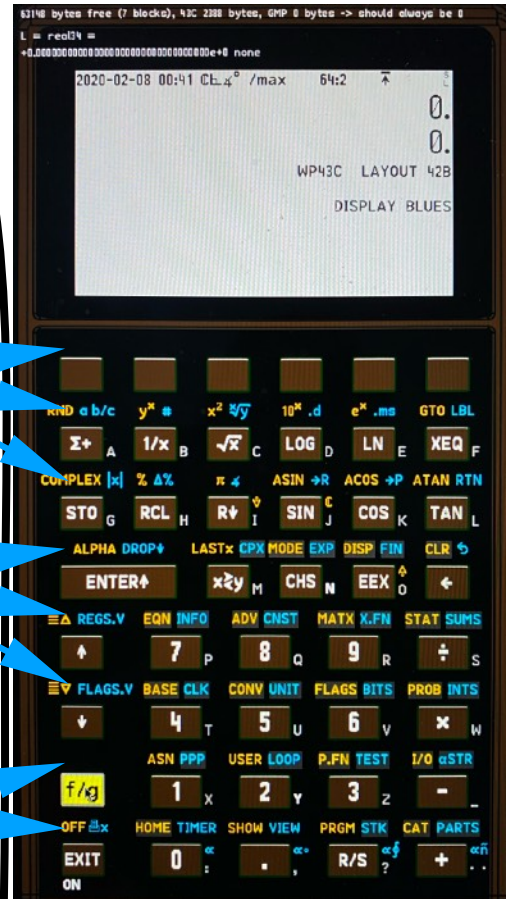 63148 bytes free (7 blocks), 43C 2388 bytes, GMP 0 bytes -> should always be 0
L = real34 =
+0.0000000000000000000000000000000000e+0 none
2020-02-08 00:41 ℂ∟∡° /max 64:2
0.
0.
WP43C LAYOUT 42B
DISPLAY BLUES
RND a b/c yˣ # x² ˣ√y 10ˣ .d eˣ .ms GTO LBL
Σ+ A 1/x B √x C LOG D LN E XEQ F
COMPLEX |x| % Δ% π ∡ ASIN →R ACOS →P ATAN RTN
STO G RCL H R↓ I SIN J ℂ COS K TAN L
ALPHA DROP↓ LASTx CPX MODE EXP DISP FIN CLR ↶
ENTER↑ x≷y M CHS N EEX O ←
≡△ REGS.V EQN INFO ADV CNST MATX X.FN STAT SUMS
↑ 7 P 8 Q 9 R ÷ S
≡▽ FLAGS.V BASE CLK CONV UNIT FLAGS BITS PROB INTS
↓ 4 T 5 U 6 V × W
ASN PPP USER LOOP P.FN TEST I/O αSTR
f/g 1 X 2 Y 3 Z - _
OFF x HOME TIMER SHOW VIEW PRGM STK CAT PARTS
EXIT 0 : . , R/S ? +
ON